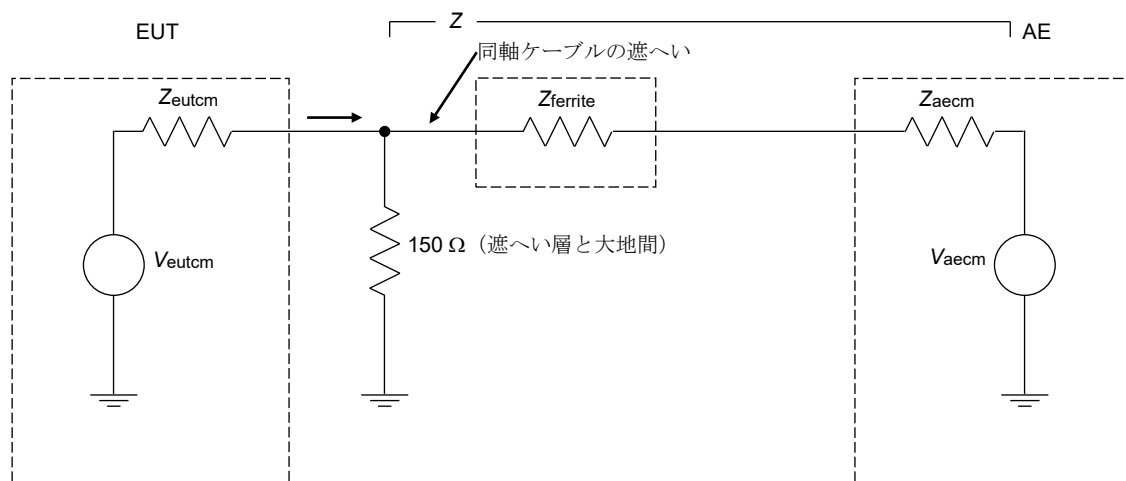 Z
EUT
AE
同軸ケーブルの遮へい
Zeutcm
Zferrite
Zaecm
150 Ω（遮へい層と大地間）
Veutcm
Vaecm